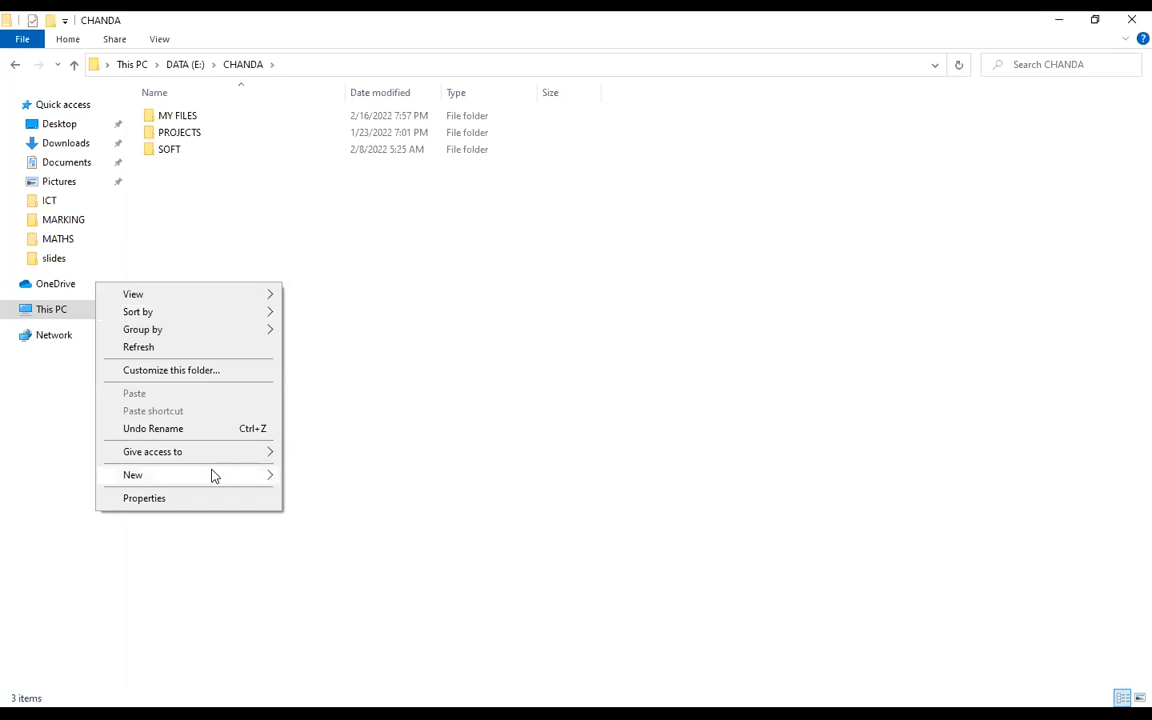 CHANDA
File Home Share View
This PC DATA (E:) CHANDA Search CHANDA
Name Date modified Type Size
MY FILES 2/16/2022 7:57 PM File folder
PROJECTS 1/23/2022 7:01 PM File folder
SOFT 2/8/2022 5:25 AM File folder
Quick access
Desktop
Downloads
Documents
Pictures
ICT
MARKING
MATHS
slides
OneDrive
This PC
Network
View
Sort by
Group by
Refresh
Customize this folder...
Paste
Paste shortcut
Undo Rename Ctrl+Z
Give access to
New
Properties
3 items